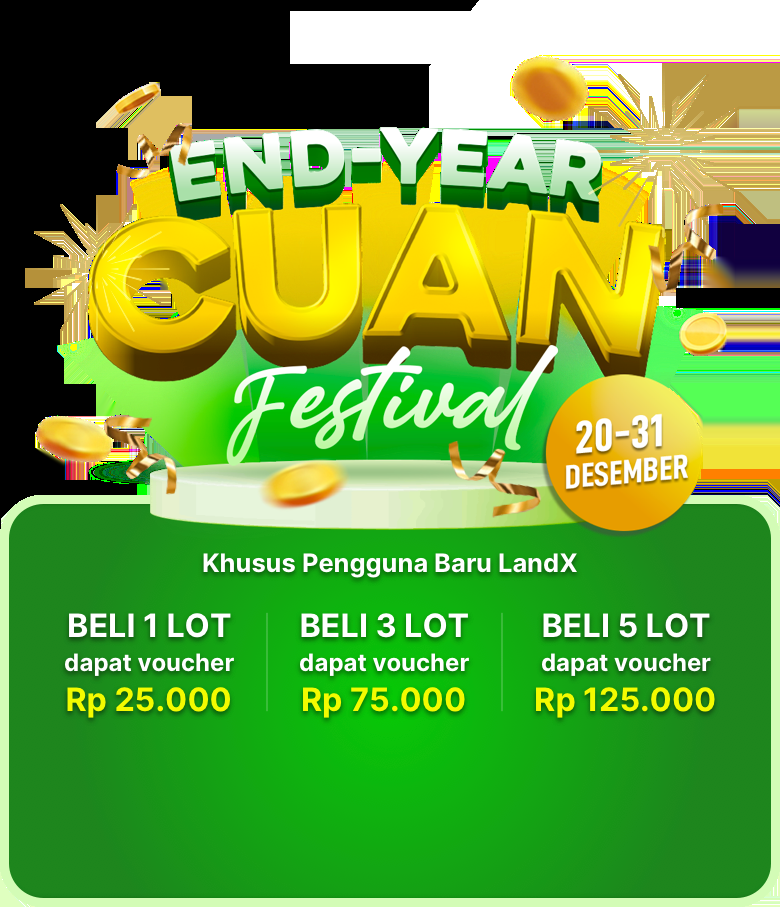 END-YEAR
CUAN
Festival
20-31
DESEMBER
Khusus Pengguna Baru LandX
BELI 1 LOT
dapat voucher
Rp 25.000
BELI 3 LOT
dapat voucher
Rp 75.000
BELI 5 LOT
dapat voucher
Rp 125.000